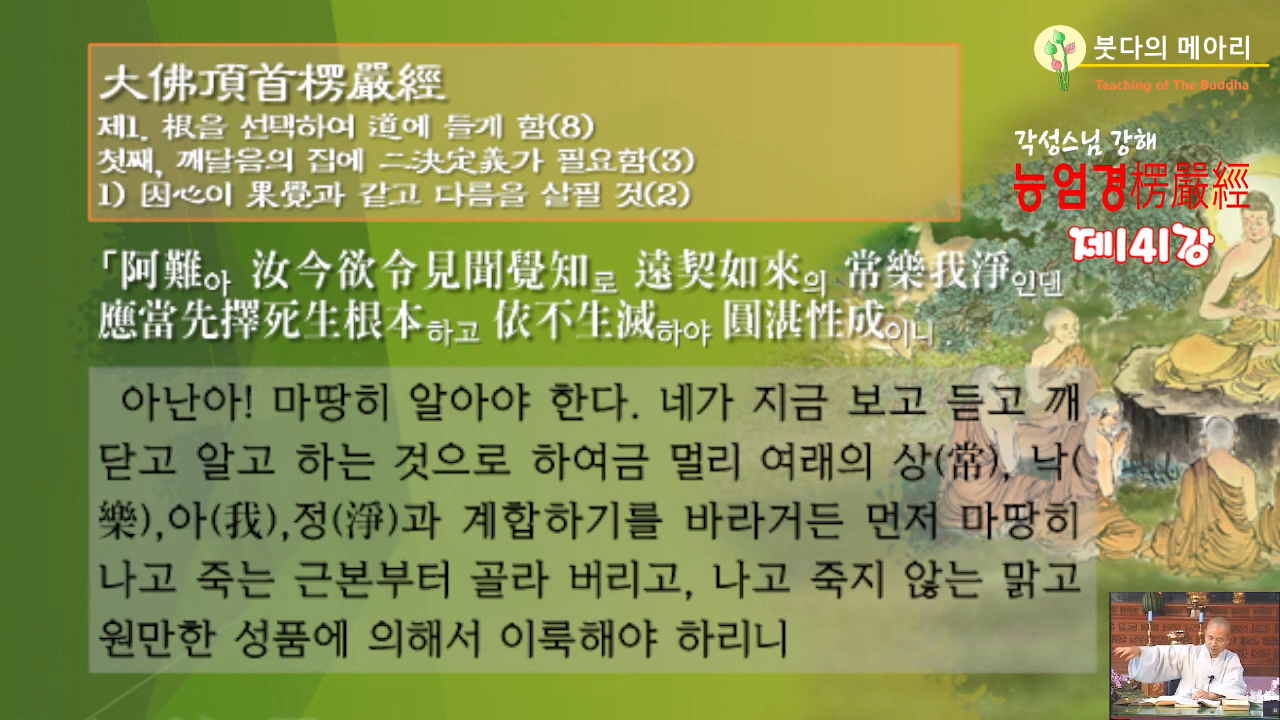 大佛頂首楞嚴經
제1. 根을 선택하여 道에 들게 함(8)
첫째, 깨달음의 집에 二決定義가 필요함(3)
1) 因心이 果覺과 같고 다름을 살필 것(2)
「阿難아 汝今欲令見聞覺知로 遠契如來의 常樂我淨인댄
應當先擇死生根本하고 依不生滅하야 圓湛性成이니 .
아난아! 마땅히 알아야 한다. 네가 지금 보고 듣고 깨
닫고 알고 하는 것으로 하여금 멀리 여래의 상(常), 낙(
樂),아(我),정(淨)과 계합하기를 바라거든 먼저 마땅히
나고 죽는 근본부터 골라 버리고, 나고 죽지 않는 맑고
원만한 성품에 의해서 이룩해야 하리니
붓다의 메아리
Teaching of The Buddha
각성스님 강해
능엄경楞嚴經
제141강